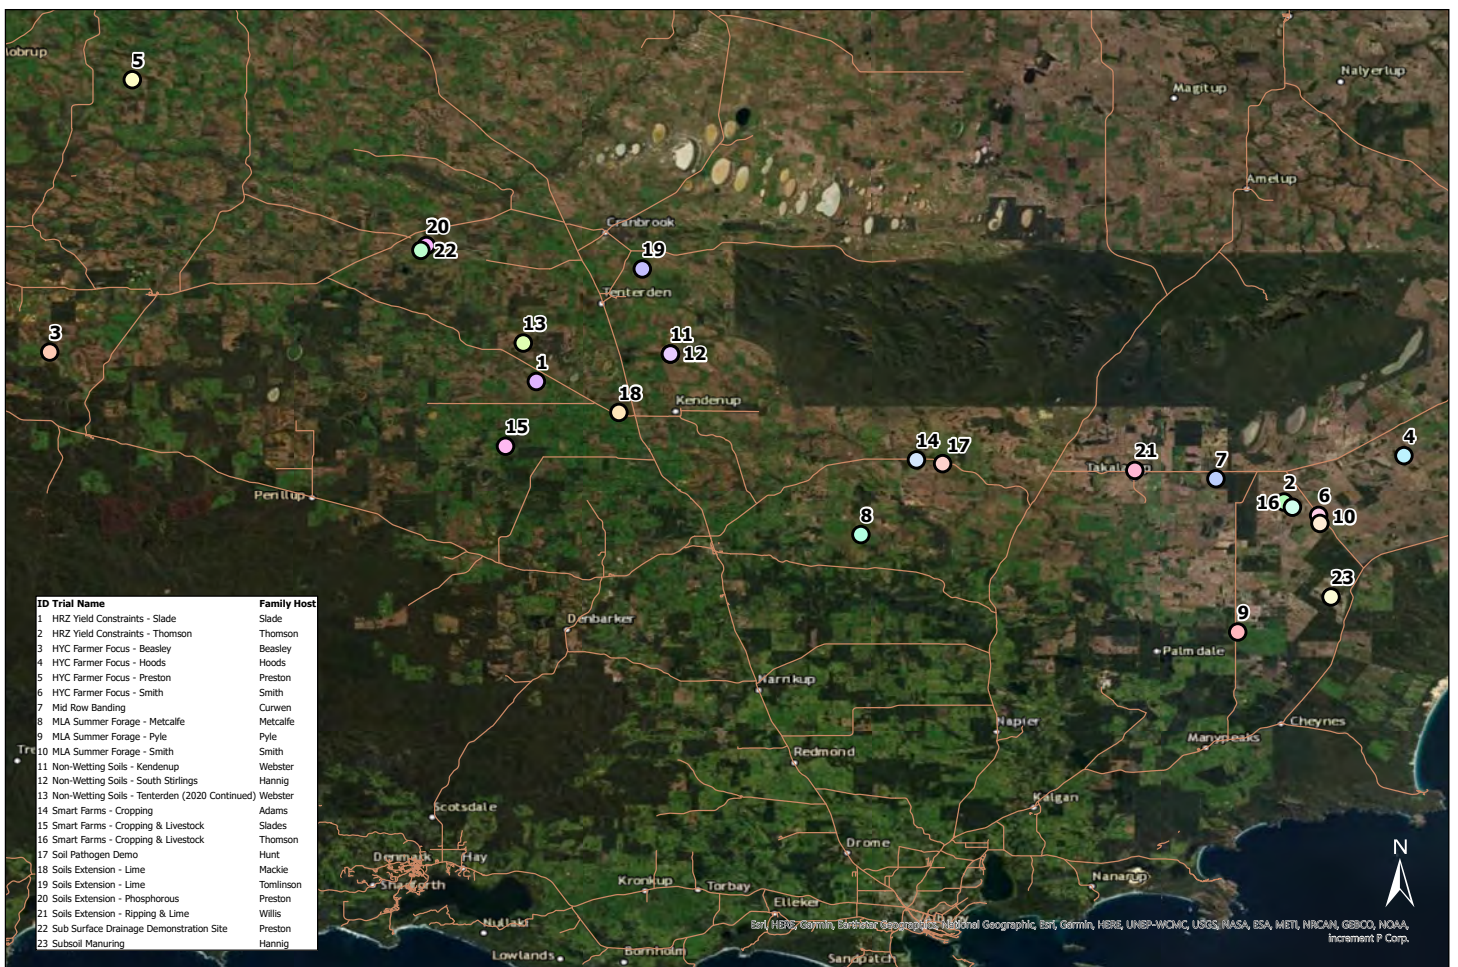 lobrup
5
Nalyerlup
Magitup
Amelup
20
Cranbrook
22
19
Tenterden
3
13
11
12
1
18
Kendenup
15
14
17
21
7
4
2
16
6
10
Perillup
8
23
9
Denbarker
Palmdale
Narrikup
Napier
Cheynes
Manypeaks
Redmond
Kalgan
Scotsdale
Drome
Denmark
Hay
Shadforth
Kronkup
Torbay
Nanarup
Elleker
Nullaki
Lowlands
Bornholm
Sandpatch
N
Tre
ID Trial Name Family Host
1 HRZ Yield Constraints - Slade Slade
2 HRZ Yield Constraints - Thomson Thomson
3 HYC Farmer Focus - Beasley Beasley
4 HYC Farmer Focus - Hoods Hoods
5 HYC Farmer Focus - Preston Preston
6 HYC Farmer Focus - Smith Smith
7 Mid Row Banding Curwen
8 MLA Summer Forage - Metcalfe Metcalfe
9 MLA Summer Forage - Pyle Pyle
10 MLA Summer Forage - Smith Smith
11 Non-Wetting Soils - Kendenup Webster
12 Non-Wetting Soils - South Stirlings Hannig
13 Non-Wetting Soils - Tenterden (2020 Continued) Webster
14 Smart Farms - Cropping Adams
15 Smart Farms - Cropping & Livestock Slades
16 Smart Farms - Cropping & Livestock Thomson
17 Soil Pathogen Demo Hunt
18 Soils Extension - Lime Mackie
19 Soils Extension - Lime Tomlinson
20 Soils Extension - Phosphorous Preston
21 Soils Extension - Ripping & Lime Willis
22 Sub Surface Drainage Demonstration Site Preston
23 Subsoil Manuring Hannig
Esri, HERE, Garmin, Earthstar Geographics, National Geographic, Esri, Garmin, HERE, UNEP-WCMC, USGS, NASA, ESA, METI, NRCAN, GEBCO, NOAA,
increment P Corp.